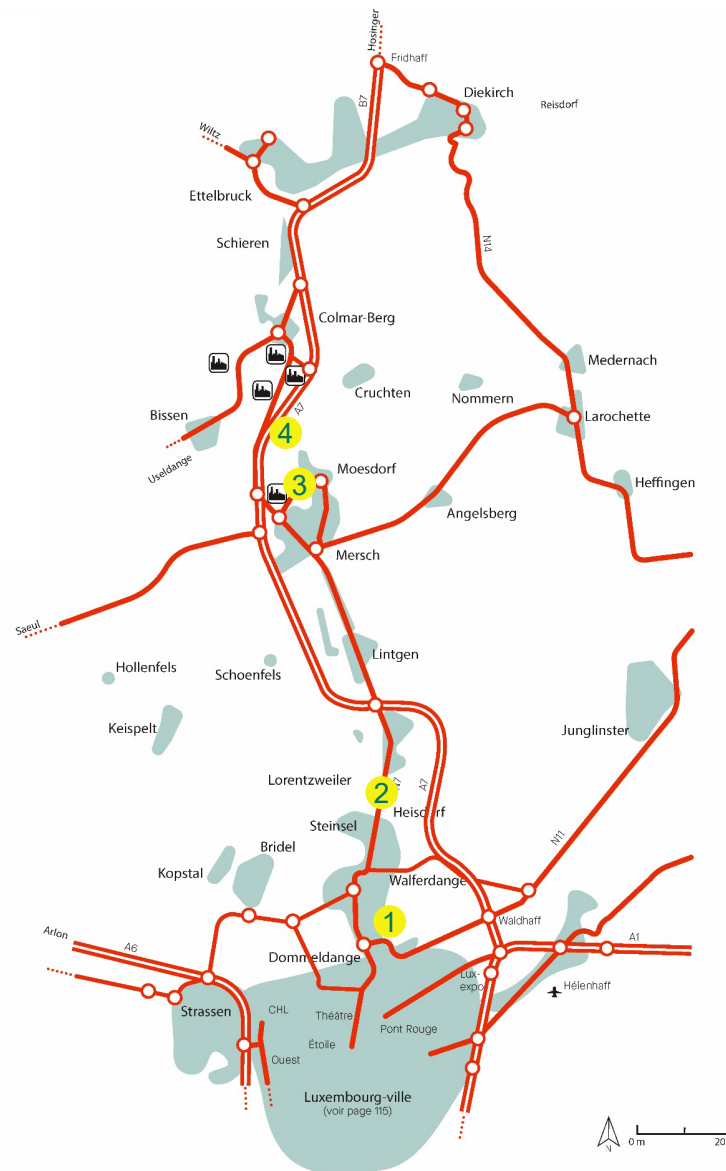 Hosinger
Fridhaff
Diekirch
Reisdorf
B7
Wiltz
Ettelbruck
N14
Schieren
Colmar-Berg
Medernach
Cruchten
Nommern
Bissen
A7
Larochette
4
Useldange
Moesdorf
3
Heffingen
Angelsberg
Mersch
Saeul
Lintgen
Hollenfels
Schoenfels
Keispelt
Junglinster
Lorentzweiler
2
N7
A7
Heisdorf
Steinsel
N11
Bridel
Kopstal
Walferdange
1
Waldhaff
Arlon
A6
A1
Dommeldange
Lux-
expo
Hélenhaff
Strassen
CHL
Théâtre
Pont Rouge
Étoile
Ouest
Luxembourg-ville
(voir page 115)
N
0 m
20